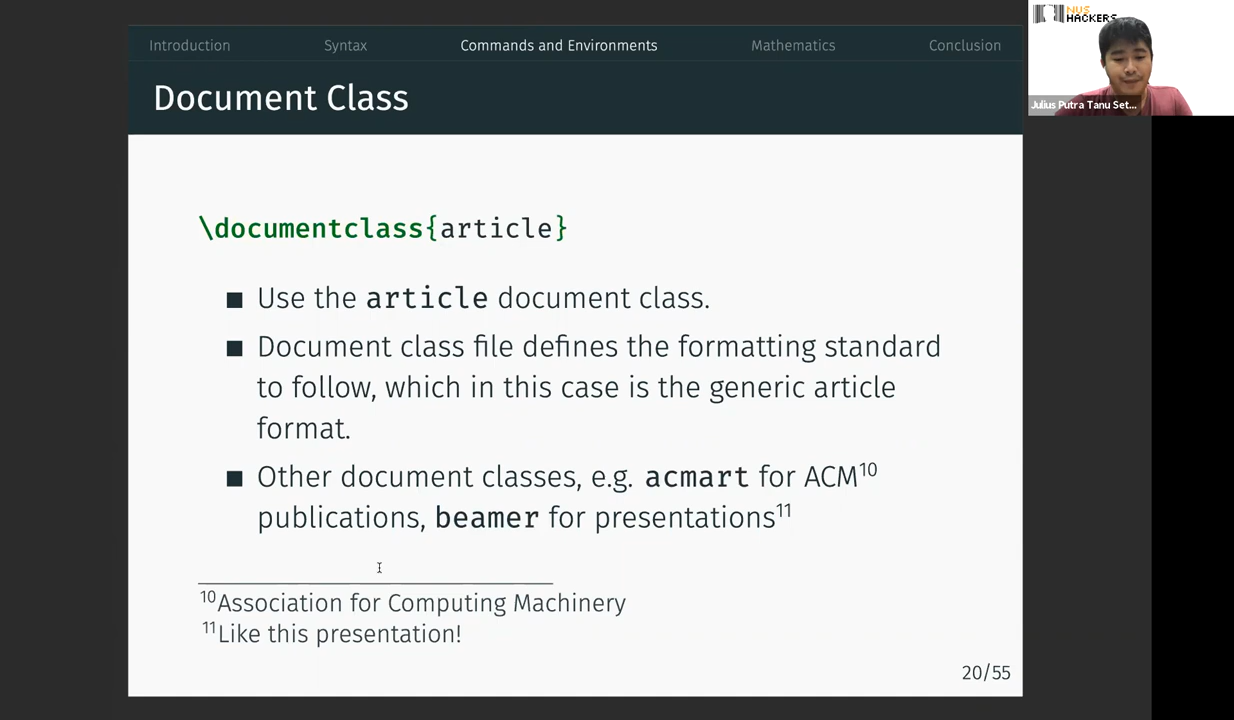 Introduction Syntax Commands and Environments Mathematics Conclusion
Document Class
\documentclass{article}
Use the article document class.
Document class file defines the formatting standard
to follow, which in this case is the generic article
format.
Other document classes, e.g. acmart for ACM10
publications, beamer for presentations11
10Association for Computing Machinery
11Like this presentation!
20/55
NUS
HACKERS
Julius Putra Tanu Set...